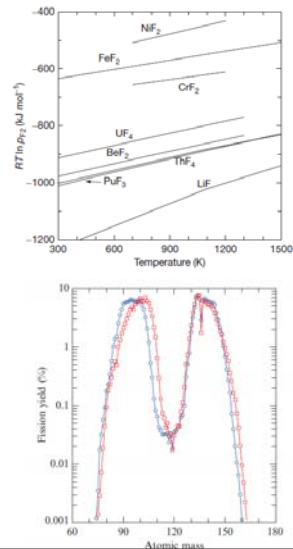 NiF2
FeF2
CrF2
UF4
BeF2
ThF4
PuF3
LiF
RT ln pF2 (kJ mol−1)
−400
−600
−800
−1000
−1200
300
600
900
1200
1500
Temperature (K)
Fission yield (%)
10
1
0.1
0.01
0.001
60
90
120
150
180
Atomic mass